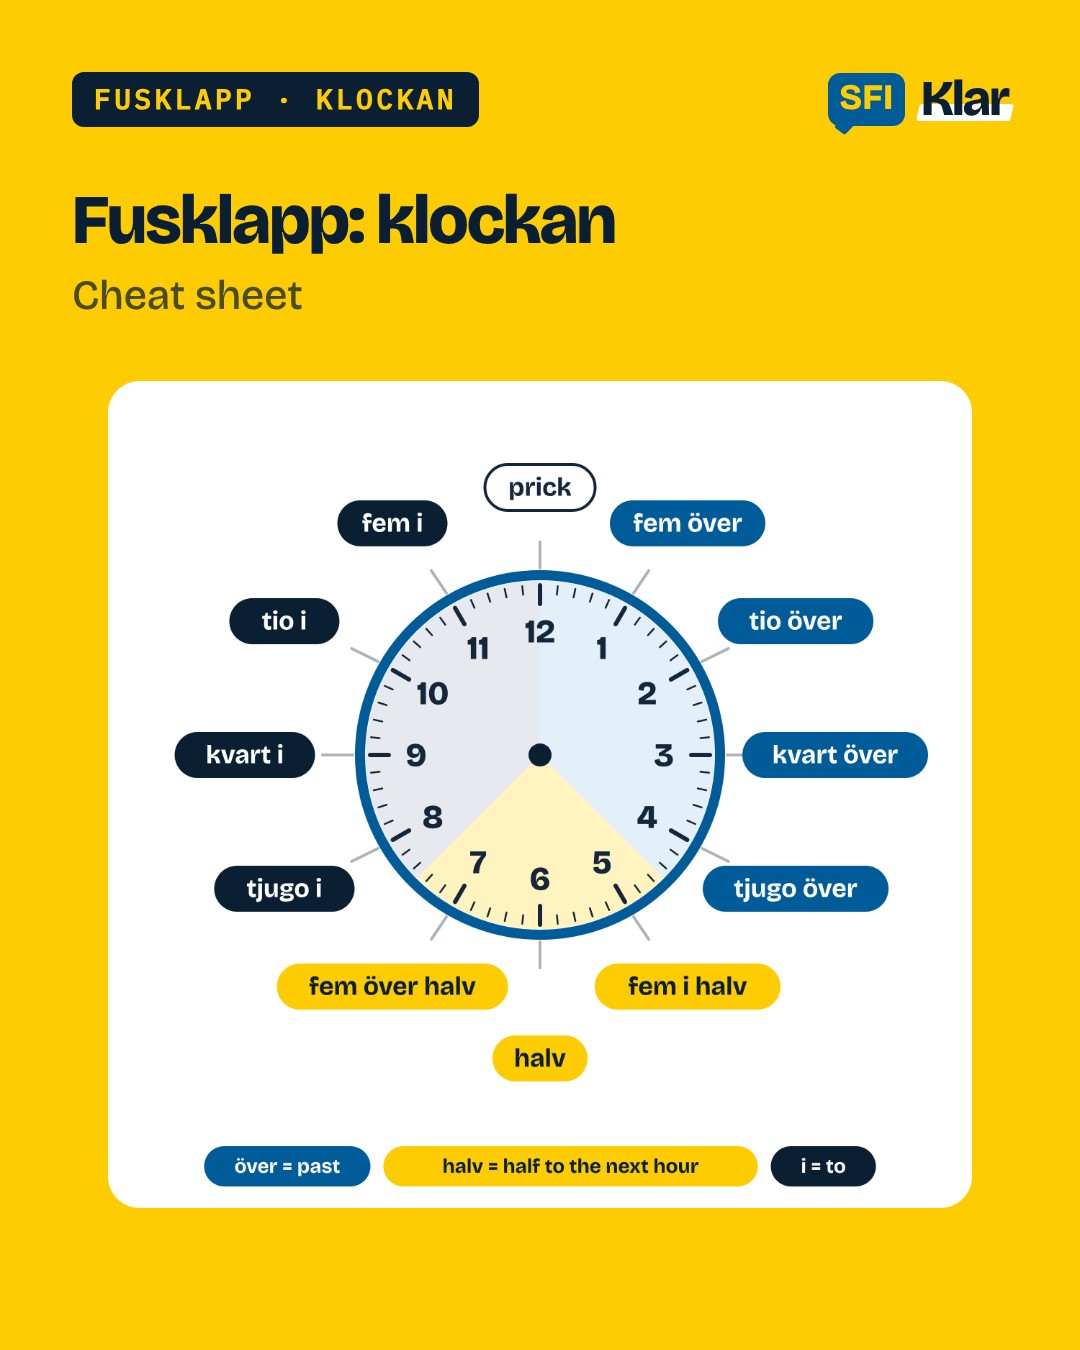 FUSKLAPP · KLOCKAN
SFI Klar
Fusklapp: klockan
Cheat sheet
prick
fem i
fem över
tio i
tio över
12
11
1
10
2
kvart i
9
3
kvart över
8
4
7
5
6
tjugo i
tjugo över
fem över halv
fem i halv
halv
över = past
halv = half to the next hour
i = to